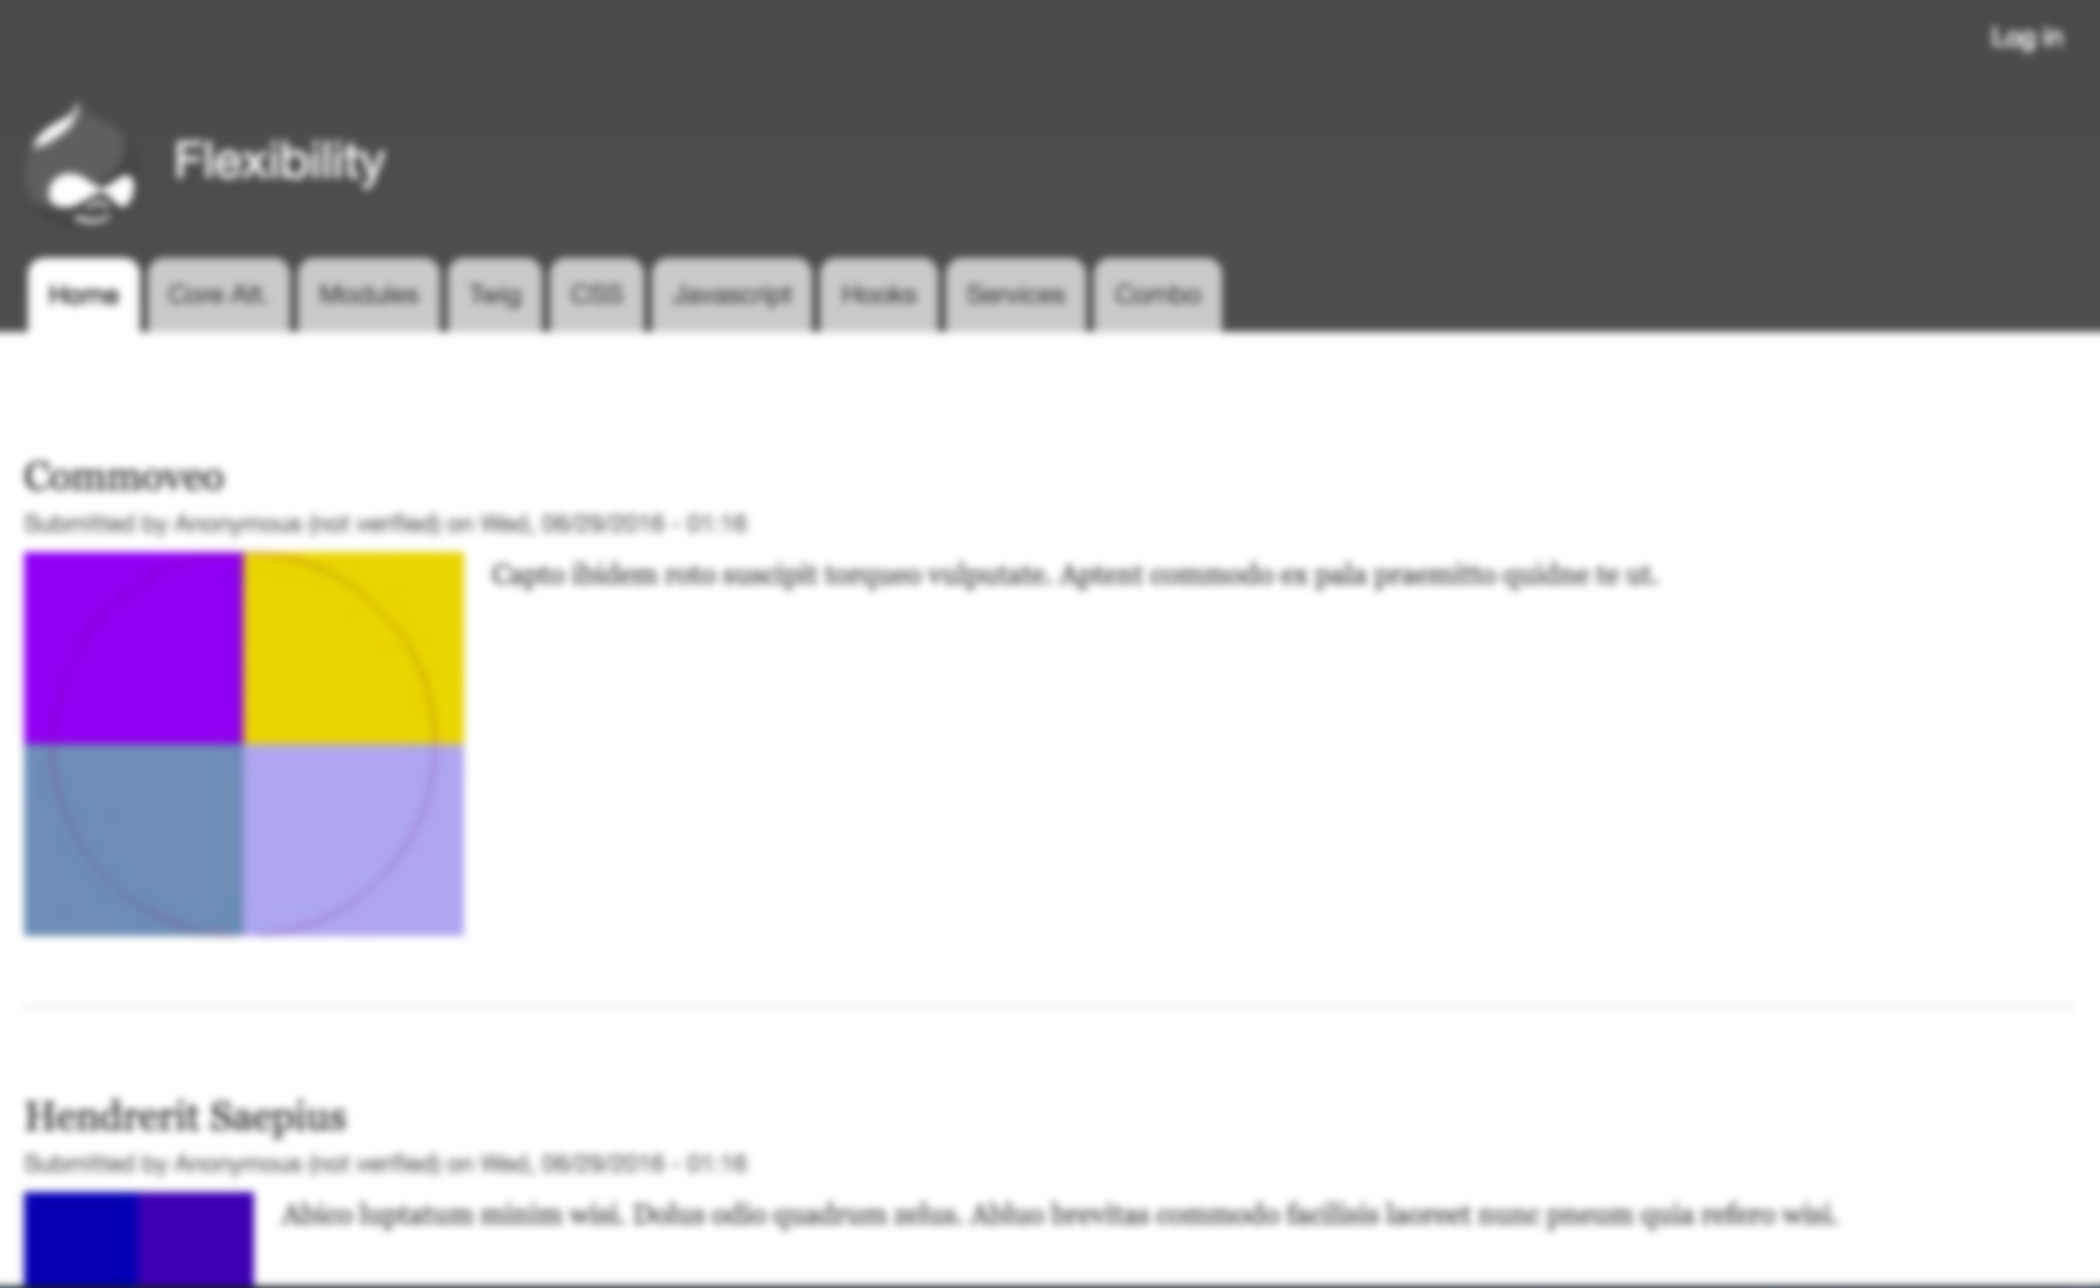 Log in
Flexibility
Home Core Alt. Modules Twig CSS Javascript Hooks Services Combo
Commoveo
Submitted by Anonymous (not verified) on Wed, 06/29/2016 - 01:16
Capto ibidem roto suscipit torqueo vulputate. Aptent commodo ex pala praemitto quidne te ut.
Hendrerit Saepius
Submitted by Anonymous (not verified) on Wed, 06/29/2016 - 01:16
Abico luptatum minim wisi. Dolus odio quadrum zelus. Abluo brevitas commodo facilisis laoreet nunc pneum quia refero wisi.